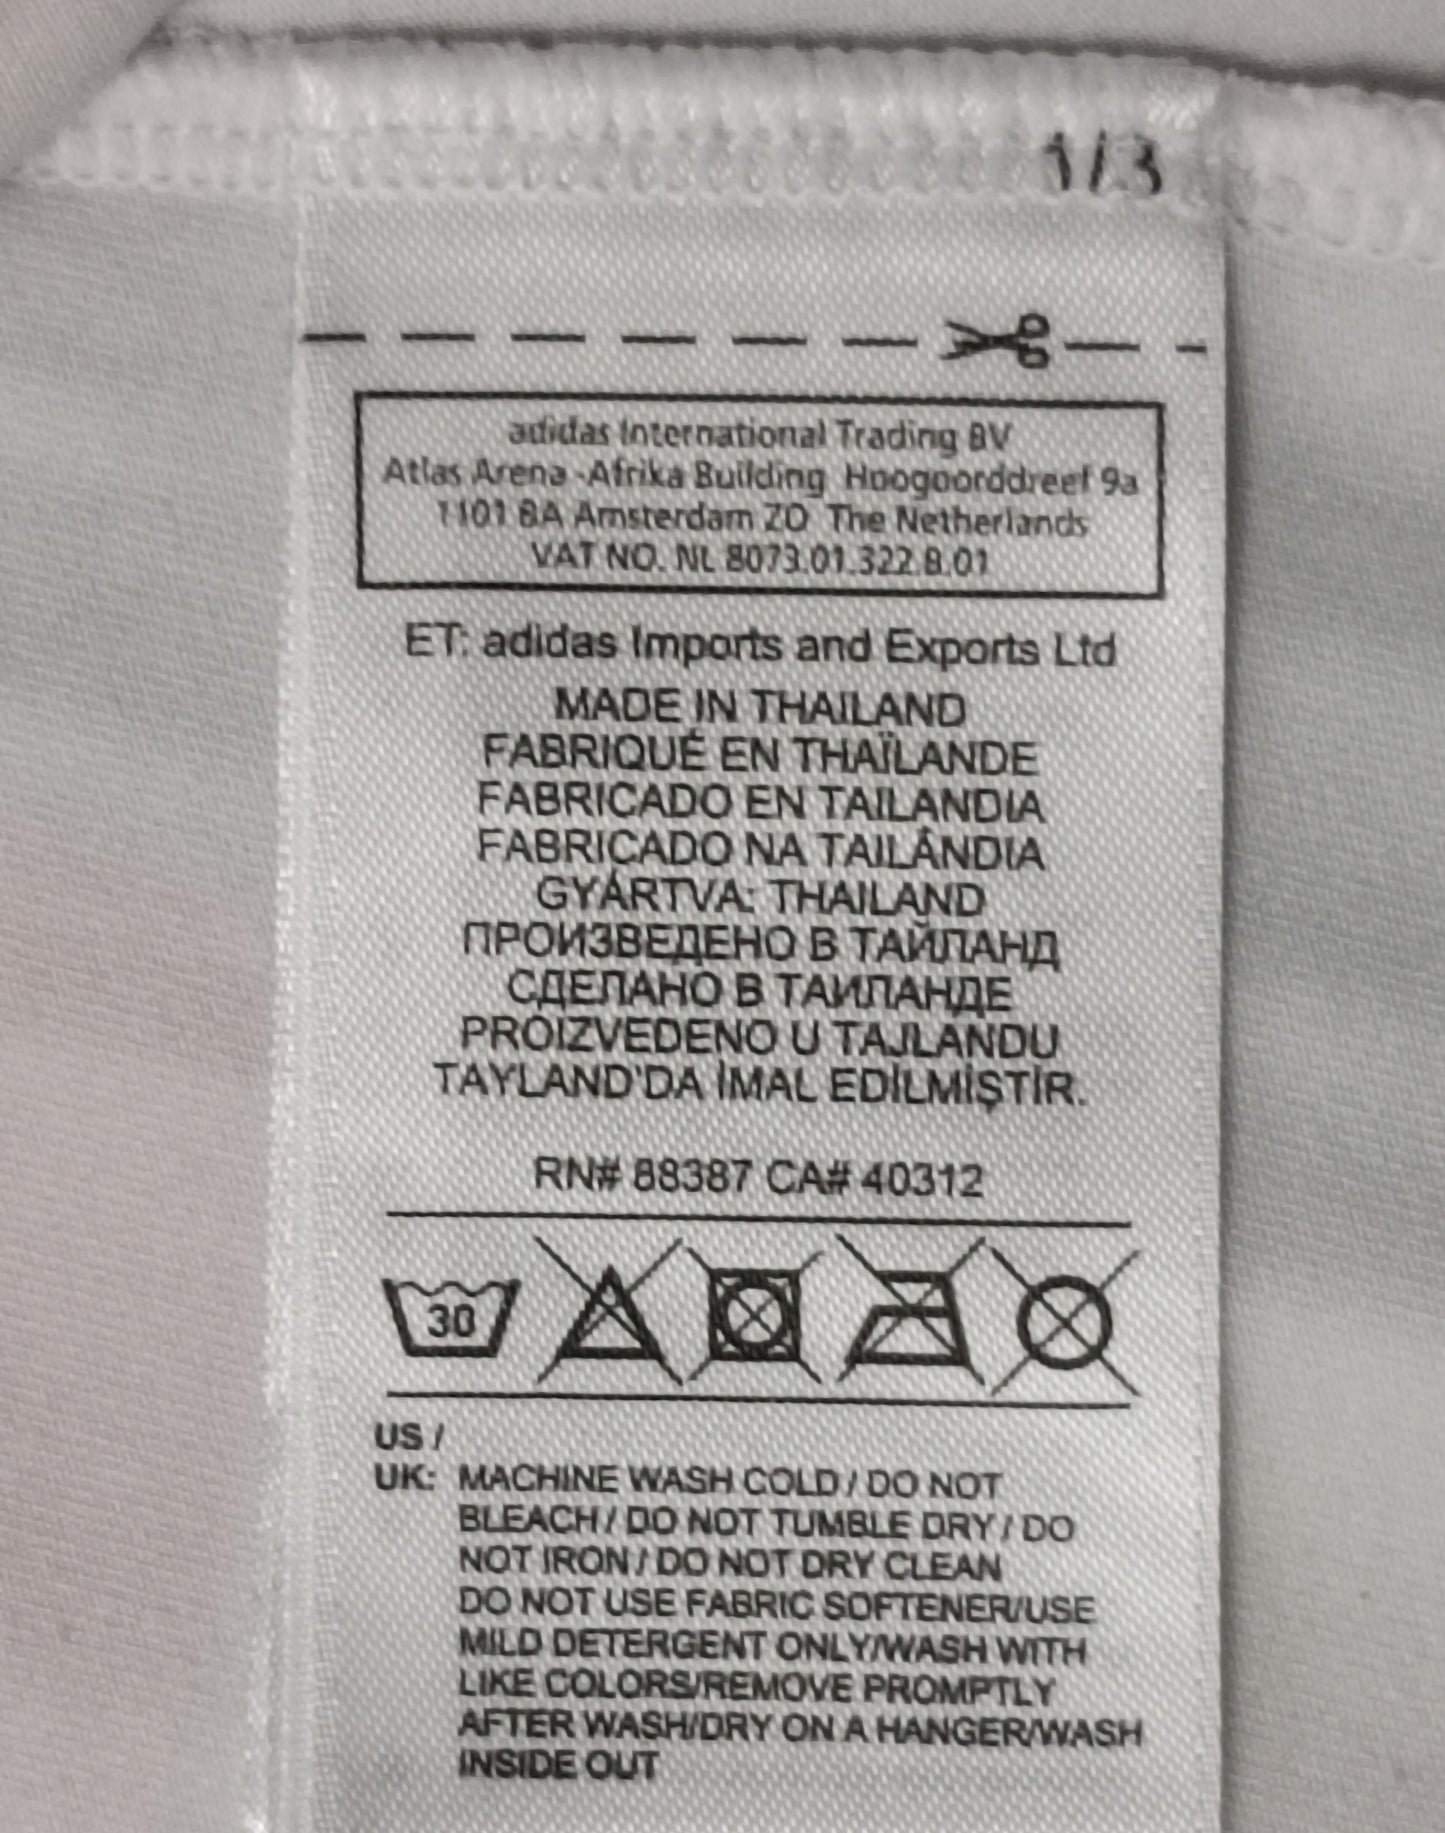 1/3
adidas International Trading BV
Atlas Arena -Afrika Building Hoogoorddreef 9a
1101 BA Amsterdam ZO The Netherlands
VAT NO. NL 8073.01.322.B.01
ET: adidas Imports and Exports Ltd
MADE IN THAILAND
FABRIQUÉ EN THAÏLANDE
FABRICADO EN TAILANDIA
FABRICADO NA TAILÂNDIA
GYÁRTVA: THAILAND
ПРОИЗВЕДЕНО В ТАЙЛАНД
СДЕЛАНО В ТАИЛАНДЕ
PROIZVEDENO U TAJLANDU
TAYLAND'DA İMAL EDİLMİŞTİR.
RN# 88387 CA# 40312
30
US /
UK: MACHINE WASH COLD / DO NOT
BLEACH / DO NOT TUMBLE DRY / DO
NOT IRON / DO NOT DRY CLEAN
DO NOT USE FABRIC SOFTENER/USE
MILD DETERGENT ONLY/WASH WITH
LIKE COLORS/REMOVE PROMPTLY
AFTER WASH/DRY ON A HANGER/WASH
INSIDE OUT